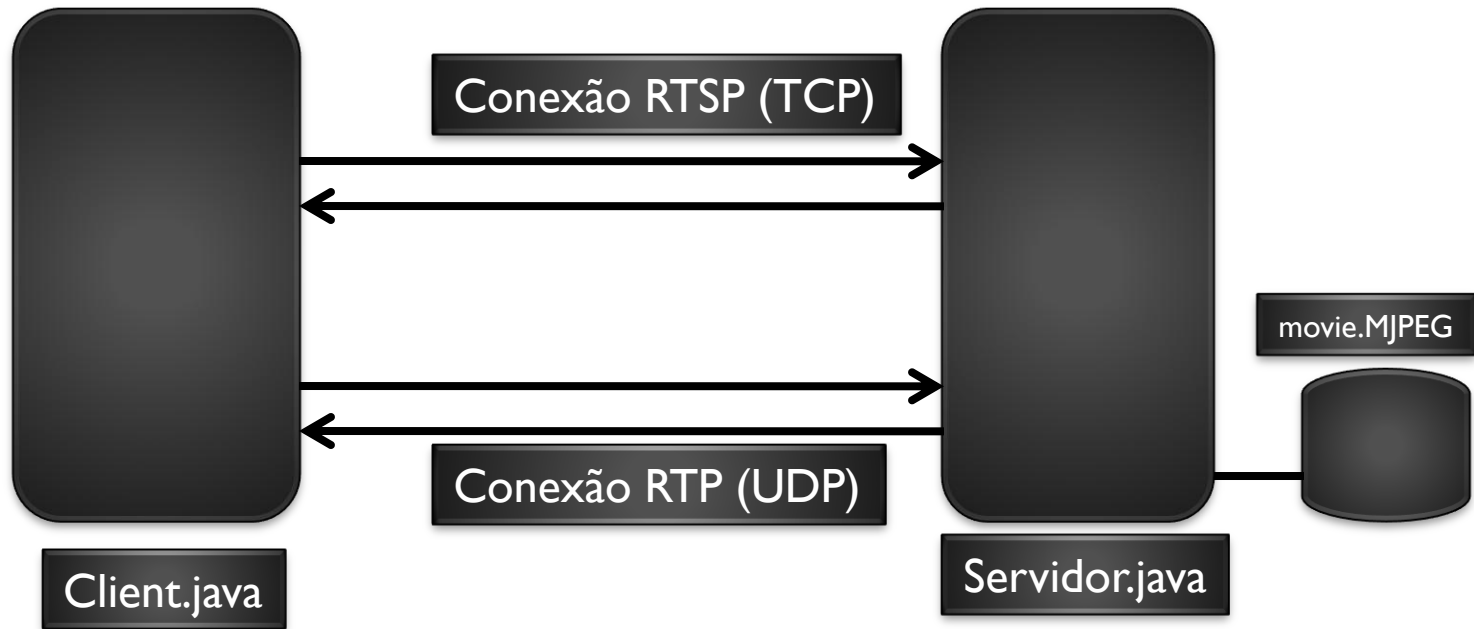 Conexão RTSP (TCP)
movie.MJPEG
Conexão RTP (UDP)
Client.java
Servidor.java